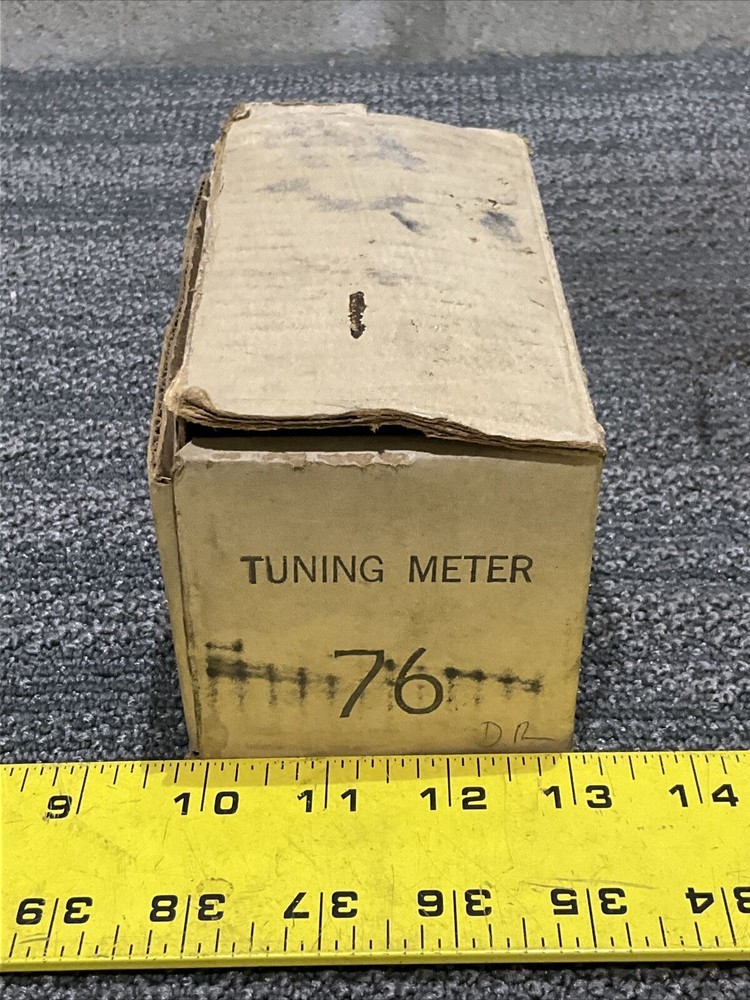 TUNING METER
76
D R
9 10 11 12 13 14
39 38 37 36 35 34